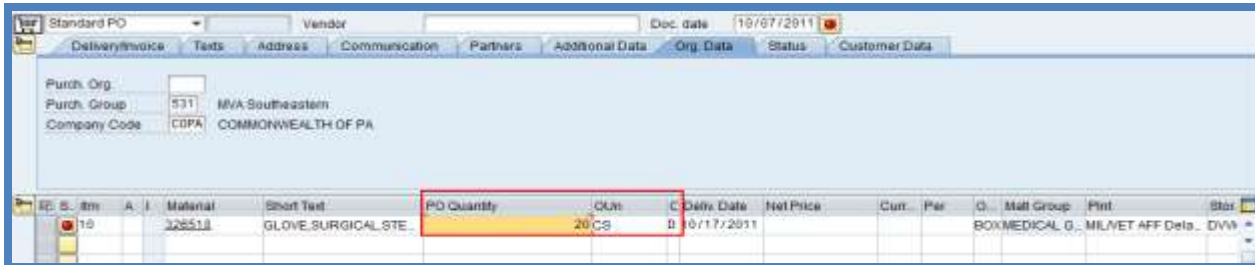 Standard PO Vendor Doc. date 10/07/2011
Delivery/Invoice Texts Address Communication Partners Additional Data Org. Data Status Customer Data
Purch. Org.
Purch. Group 531 MVA Southeastern
Company Code COPA COMMONWEALTH OF PA
S.. Itm A I Material Short Text PO Quantity OUn C Deliv. Date Net Price Curr... Per O... Matl Group Plnt Stor.
10 326518 GLOVE,SURGICAL,STE... 20 CS D 10/17/2011 BOX MEDICAL G... MIL/VET AFF Dela...